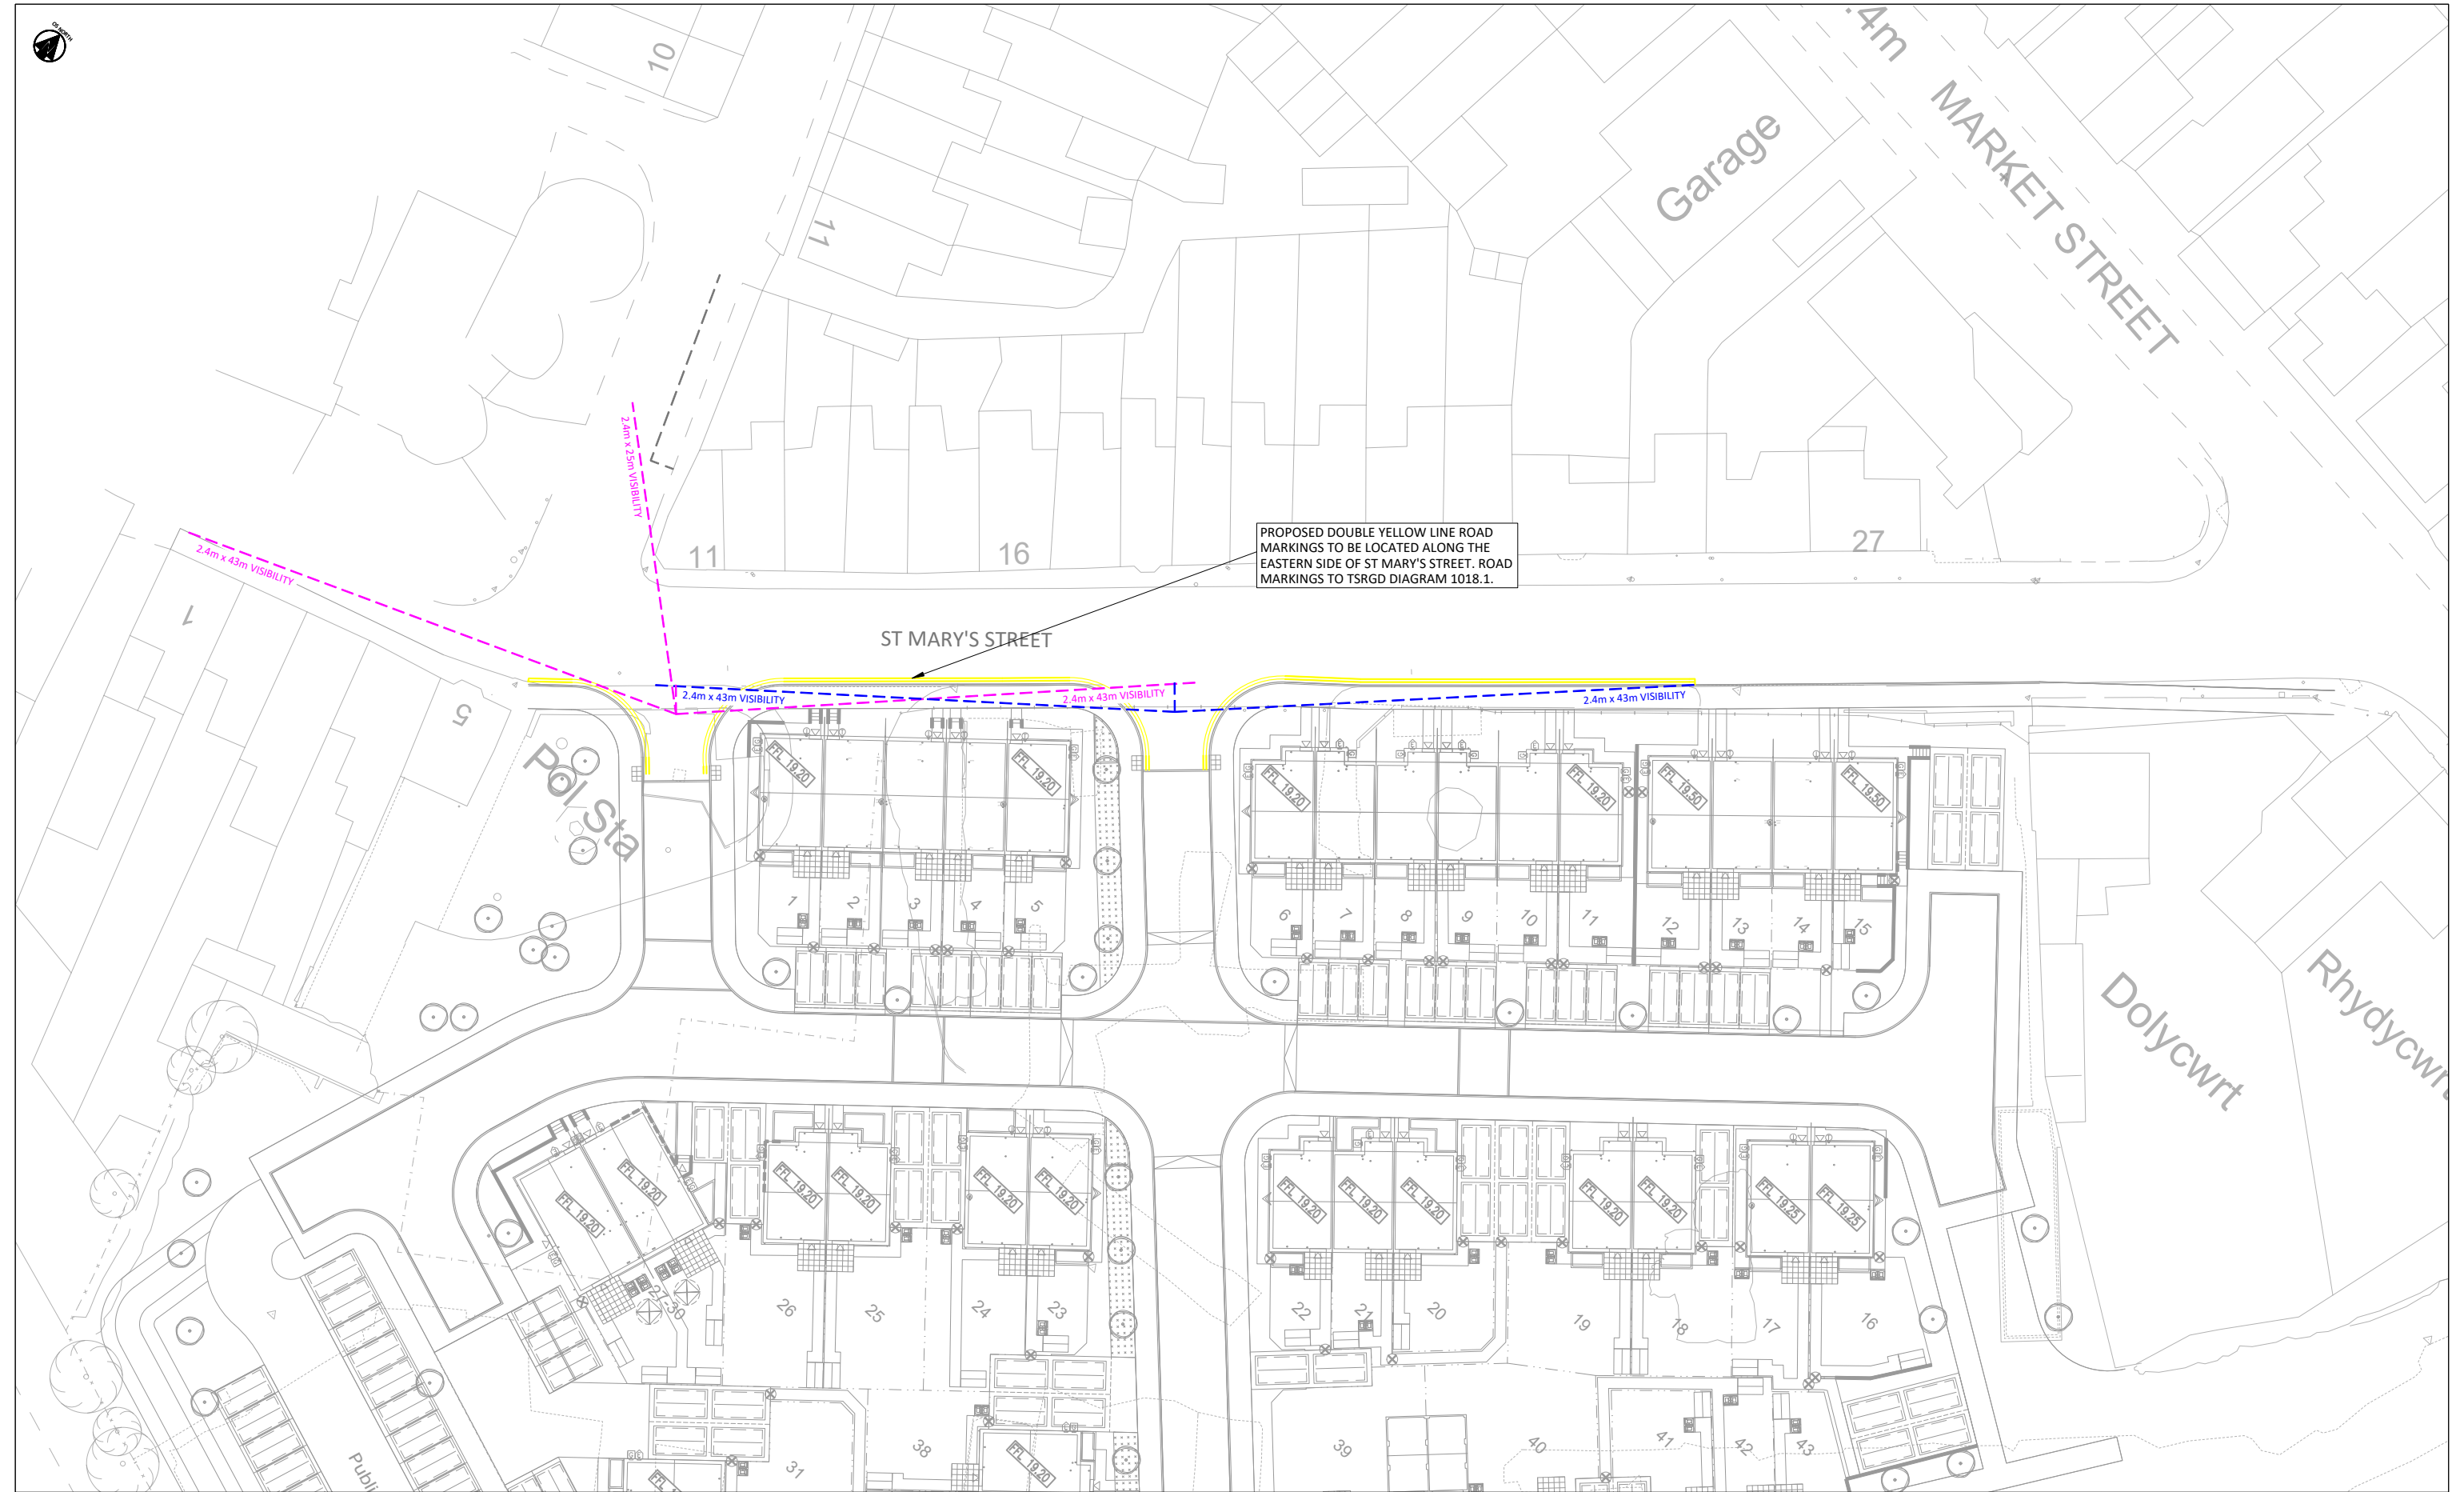 OS NORTH
10
.4m
MARKET STREET
Garage
11
11
16
27
2.4m x 25m VISIBILITY
2.4m x 43m VISIBILITY
PROPOSED DOUBLE YELLOW LINE ROAD
MARKINGS TO BE LOCATED ALONG THE
EASTERN SIDE OF ST MARY'S STREET. ROAD
MARKINGS TO TSRGD DIAGRAM 1018.1.
ST MARY'S STREET
1
5
Pol Sta
2.4m x 43m VISIBILITY
2.4m x 43m VISIBILITY
2.4m x 43m VISIBILITY
FFL 19.20
FFL 19.20
FFL 19.20
FFL 19.20
FFL 19.50
FFL 19.50
1
2
3
4
5
6
7
8
9
10
11
12
13
14
15
Dolycwrt
Rhydycwrt
FFL 19.20
FFL 19.20
FFL 19.20
FFL 19.20
FFL 19.20
FFL 19.20
FFL 19.20
FFL 19.20
FFL 19.20
FFL 19.20
FFL 19.20
FFL 19.25
FFL 19.25
27-30
26
25
24
23
22
21
20
19
18
17
16
Publi
31
38
39
40
41
42
43
FFL 19.20